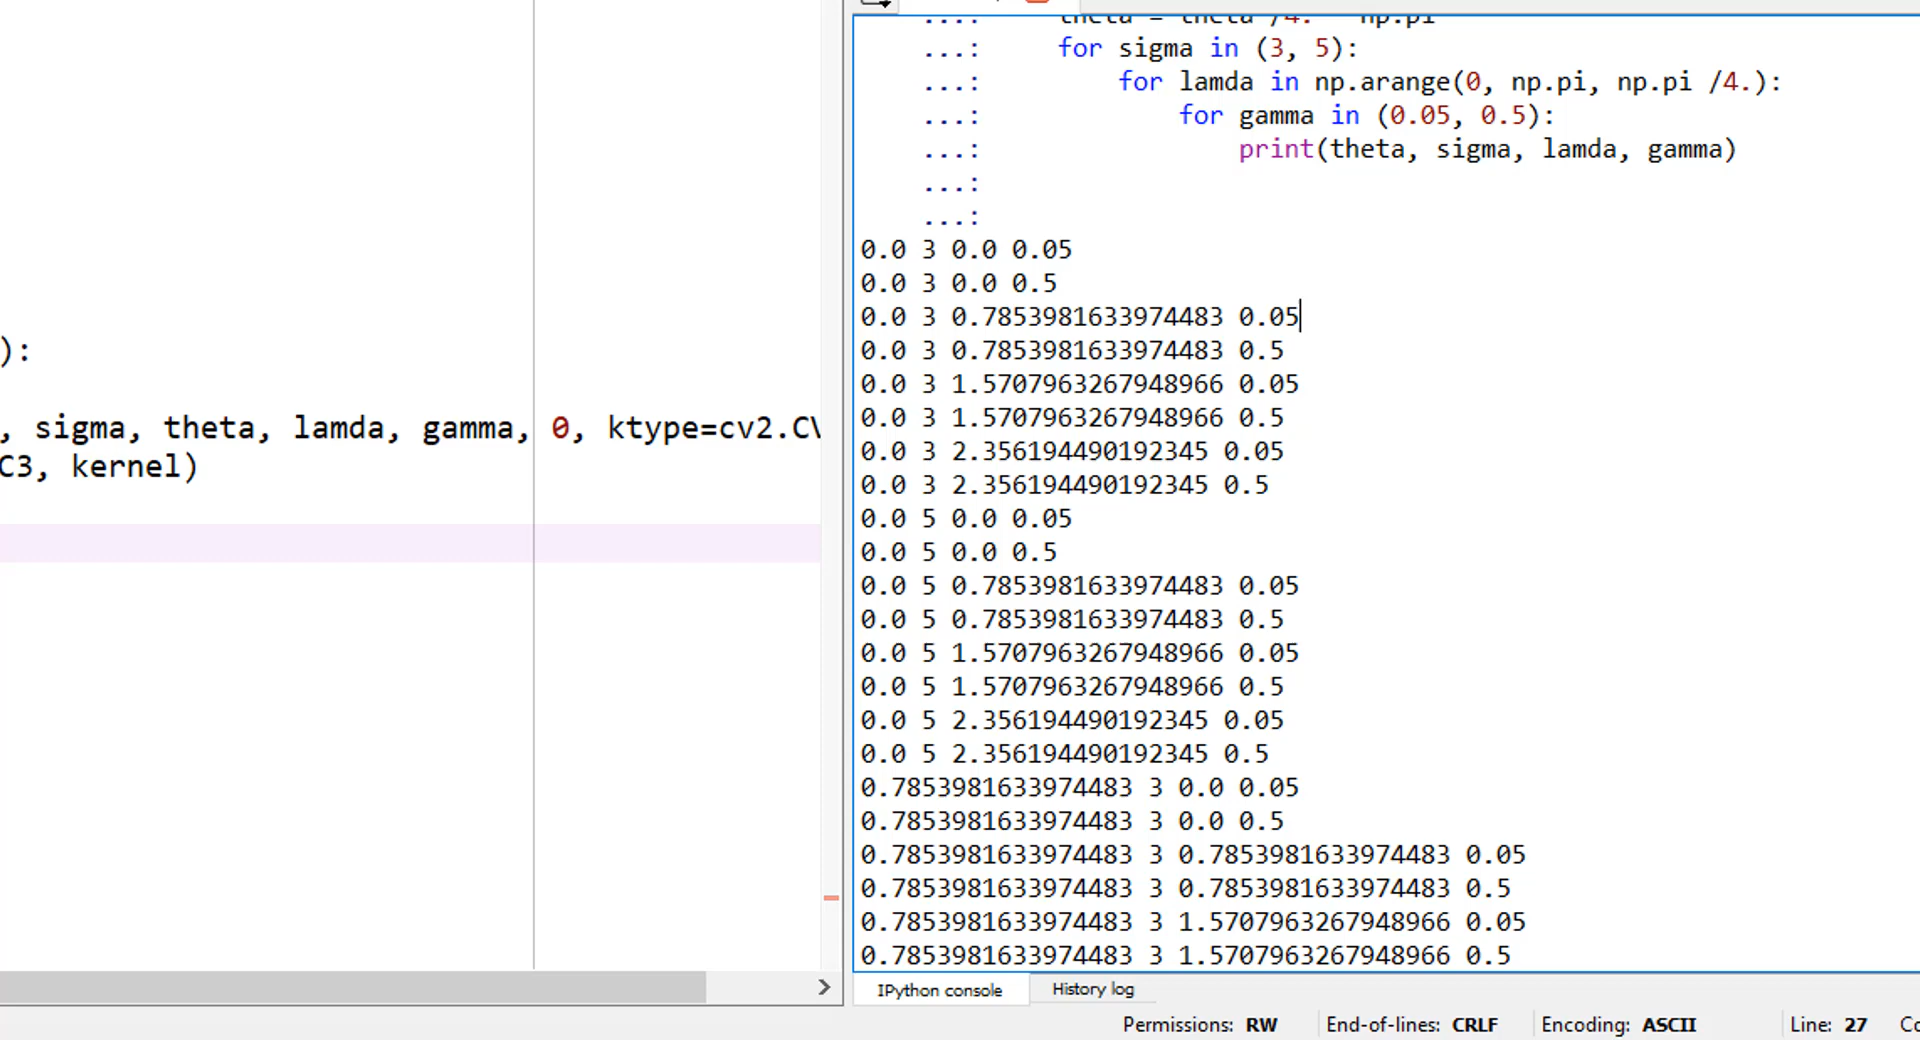 ):
, sigma, theta, lamda, gamma, 0, ktype=cv2.CV
C3, kernel)
...: theta = theta /4. * np.pi
...: for sigma in (3, 5):
...: for lamda in np.arange(0, np.pi, np.pi /4.):
...: for gamma in (0.05, 0.5):
...: print(theta, sigma, lamda, gamma)
...:
...:
0.0 3 0.0 0.05
0.0 3 0.0 0.5
0.0 3 0.7853981633974483 0.05
0.0 3 0.7853981633974483 0.5
0.0 3 1.5707963267948966 0.05
0.0 3 1.5707963267948966 0.5
0.0 3 2.356194490192345 0.05
0.0 3 2.356194490192345 0.5
0.0 5 0.0 0.05
0.0 5 0.0 0.5
0.0 5 0.7853981633974483 0.05
0.0 5 0.7853981633974483 0.5
0.0 5 1.5707963267948966 0.05
0.0 5 1.5707963267948966 0.5
0.0 5 2.356194490192345 0.05
0.0 5 2.356194490192345 0.5
0.7853981633974483 3 0.0 0.05
0.7853981633974483 3 0.0 0.5
0.7853981633974483 3 0.7853981633974483 0.05
0.7853981633974483 3 0.7853981633974483 0.5
0.7853981633974483 3 1.5707963267948966 0.05
0.7853981633974483 3 1.5707963267948966 0.5
IPython console History log
Permissions: RW End-of-lines: CRLF Encoding: ASCII Line: 27 Co